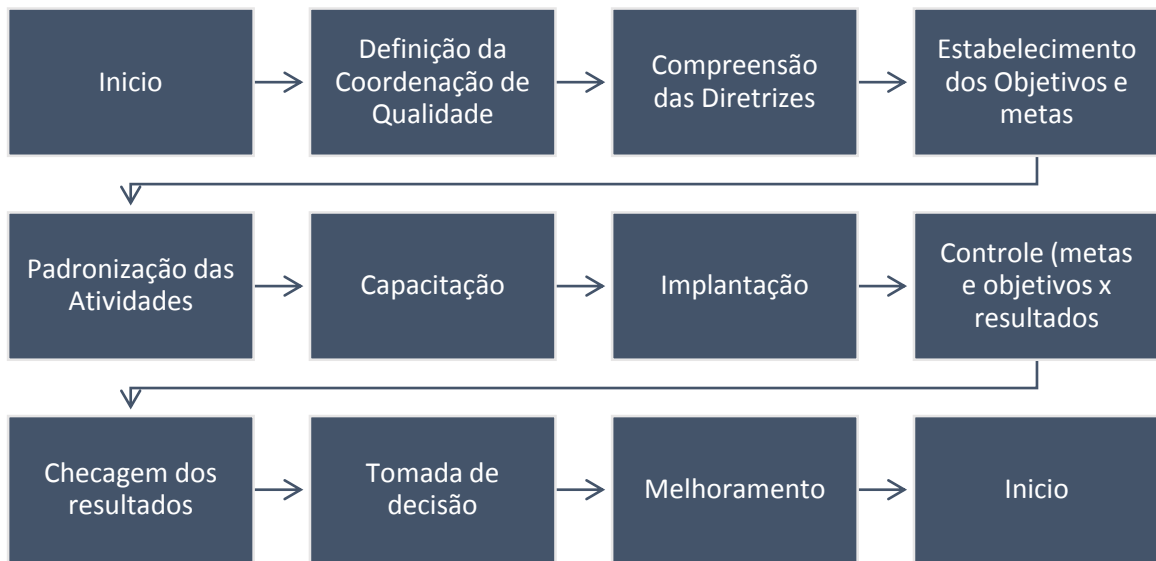 Inicio
Definição da
Coordenação de
Qualidade
Compreensão
das Diretrizes
Estabelecimento
dos Objetivos e
metas
Padronização das
Atividades
Capacitação
Implantação
Controle (metas
e objetivos x
resultados
Checagem dos
resultados
Tomada de
decisão
Melhoramento
Inicio